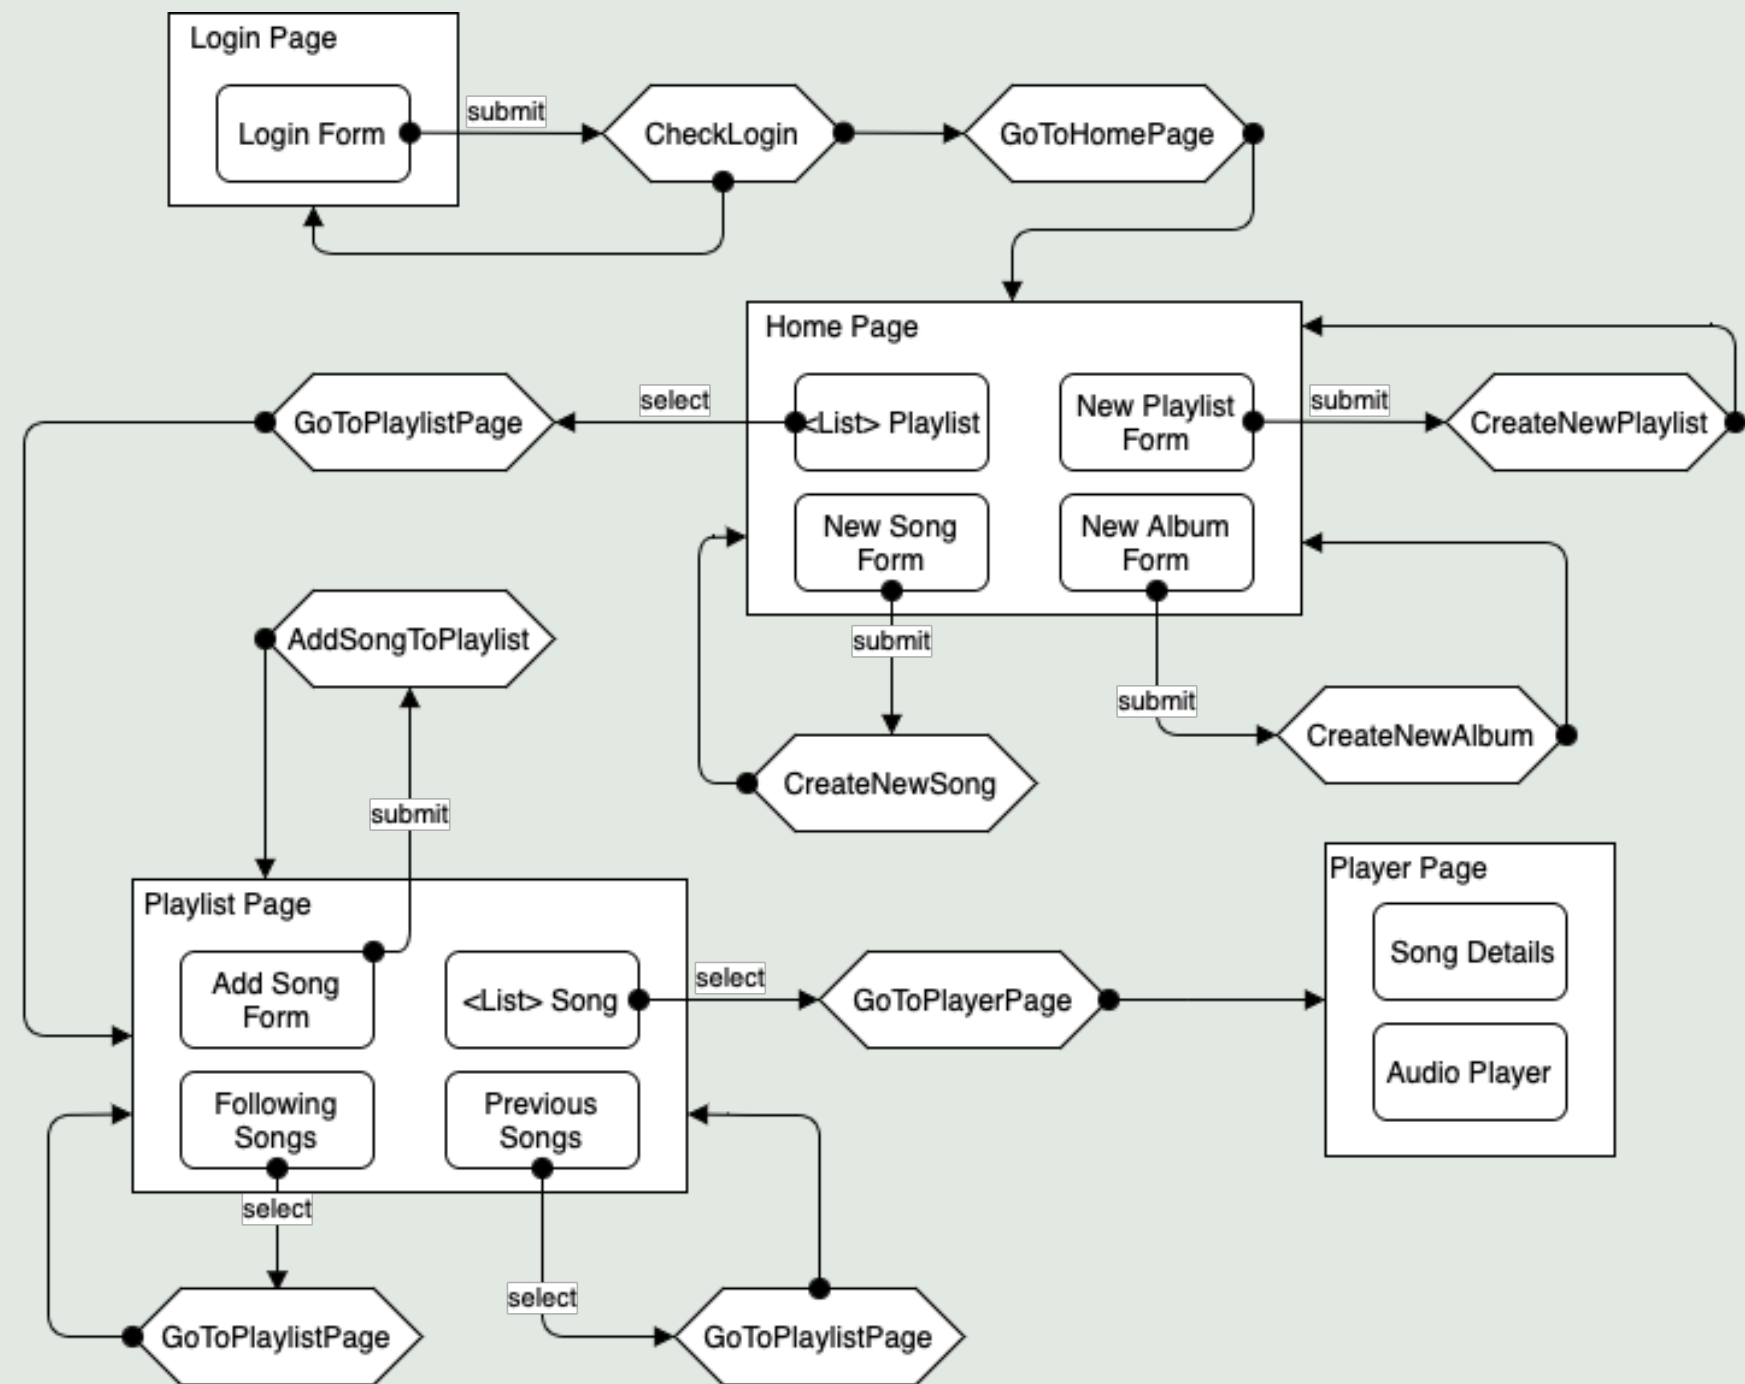 Login Page
Login Form
submit
CheckLogin
GoToHomePage
Home Page
<List> Playlist
New Playlist
Form
New Song
Form
New Album
Form
select
GoToPlaylistPage
submit
CreateNewPlaylist
submit
CreateNewSong
submit
CreateNewAlbum
AddSongToPlaylist
submit
Playlist Page
Add Song
Form
<List> Song
Following
Songs
Previous
Songs
select
GoToPlayerPage
Player Page
Song Details
Audio Player
select
GoToPlaylistPage
select
GoToPlaylistPage